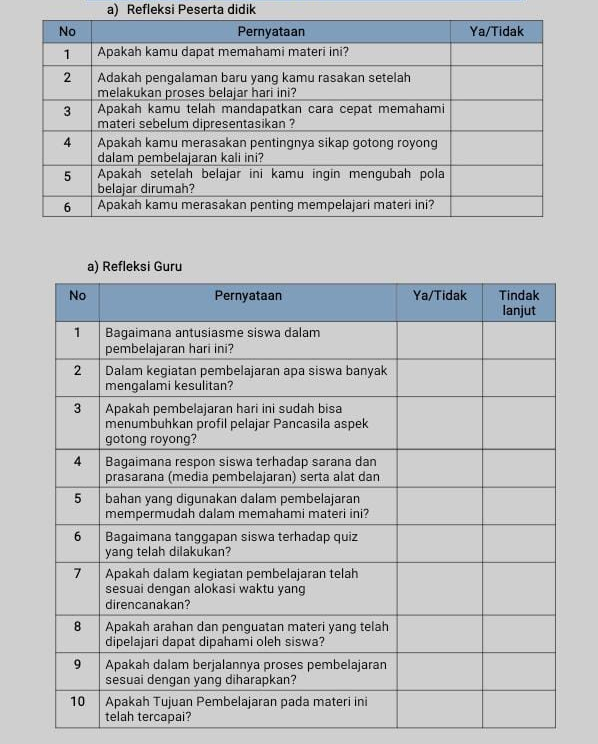 a) Refleksi Peserta didik
No Pernyataan Ya/Tidak
1 Apakah kamu dapat memahami materi ini?
2 Adakah pengalaman baru yang kamu rasakan setelah
melakukan proses belajar hari ini?
3 Apakah kamu telah mandapatkan cara cepat memahami
materi sebelum dipresentasikan ?
4 Apakah kamu merasakan pentingnya sikap gotong royong
dalam pembelajaran kali ini?
5 Apakah setelah belajar ini kamu ingin mengubah pola
belajar dirumah?
6 Apakah kamu merasakan penting mempelajari materi ini?
a) Refleksi Guru
No Pernyataan Ya/Tidak Tindak
lanjut
1 Bagaimana antusiasme siswa dalam
pembelajaran hari ini?
2 Dalam kegiatan pembelajaran apa siswa banyak
mengalami kesulitan?
3 Apakah pembelajaran hari ini sudah bisa
menumbuhkan profil pelajar Pancasila aspek
gotong royong?
4 Bagaimana respon siswa terhadap sarana dan
prasarana (media pembelajaran) serta alat dan
5 bahan yang digunakan dalam pembelajaran
mempermudah dalam memahami materi ini?
6 Bagaimana tanggapan siswa terhadap quiz
yang telah dilakukan?
7 Apakah dalam kegiatan pembelajaran telah
sesuai dengan alokasi waktu yang
direncanakan?
8 Apakah arahan dan penguatan materi yang telah
dipelajari dapat dipahami oleh siswa?
9 Apakah dalam berjalannya proses pembelajaran
sesuai dengan yang diharapkan?
10 Apakah Tujuan Pembelajaran pada materi ini
telah tercapai?